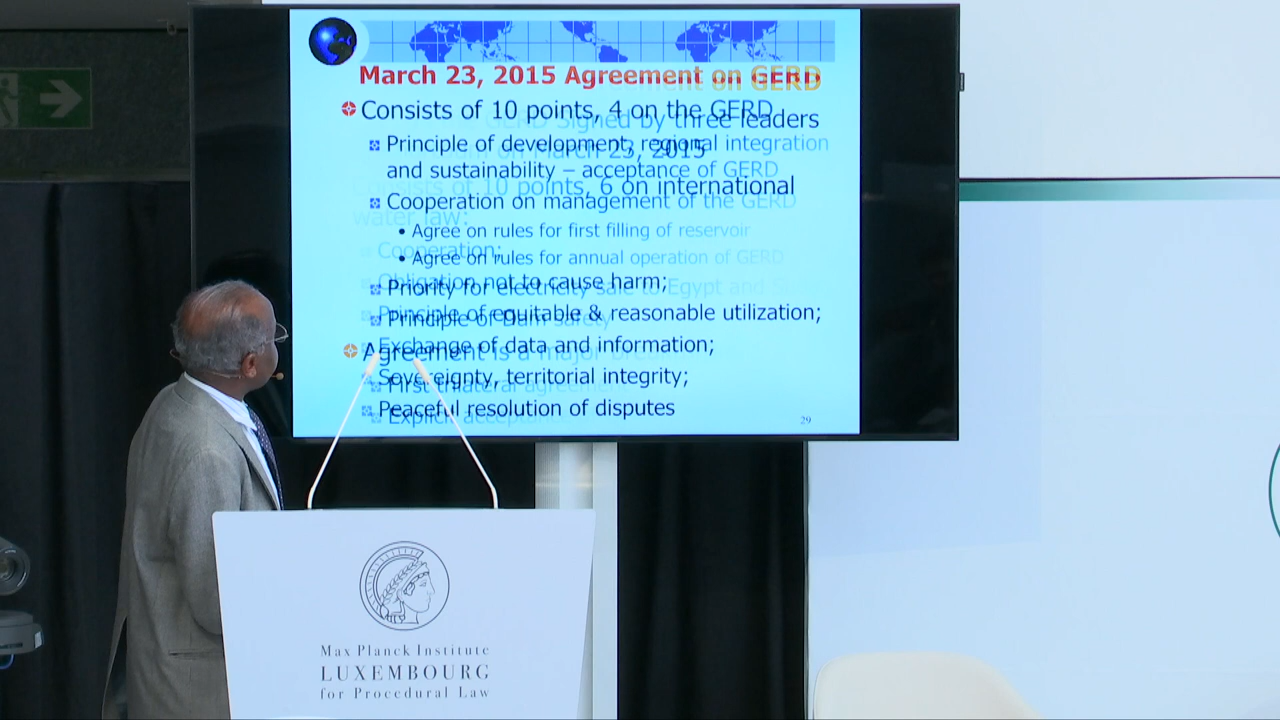 March 23, 2015 Agreement on GERD
Consists of 10 points, 4 on the GERD
GERD Signed by three leaders
on March 23, 2015
Principle of development, regional integration
and sustainability – acceptance of GERD
Consists of 10 points, 6 on international
water law:
Cooperation on management of the GERD
Agree on rules for first filling of reservoir
Cooperation;
Agree on rules for annual operation of GERD
Obligation not to cause harm;
Priority for electricity sale to Egypt and
Principle of equitable & reasonable utilization;
Principle of Dam safety
Exchange of data and information;
Agreement is a major
Sovereignty, territorial integrity;
First trilateral agreement
Peaceful resolution of disputes
Explicit
29
Max Planck Institute
LUXEMBOURG
for Procedural Law